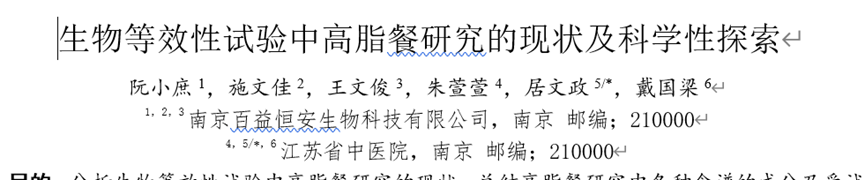 生物等效性试验中高脂餐研究的现状及科学性探索
阮小庶 1，施文佳 2，王文俊 3，朱萱萱 4，居文政 5/*，戴国梁 6
1，2，3 南京百益恒安生物科技有限公司，南京 邮编；210000
4，5/*，6 江苏省中医院，南京 邮编；210000